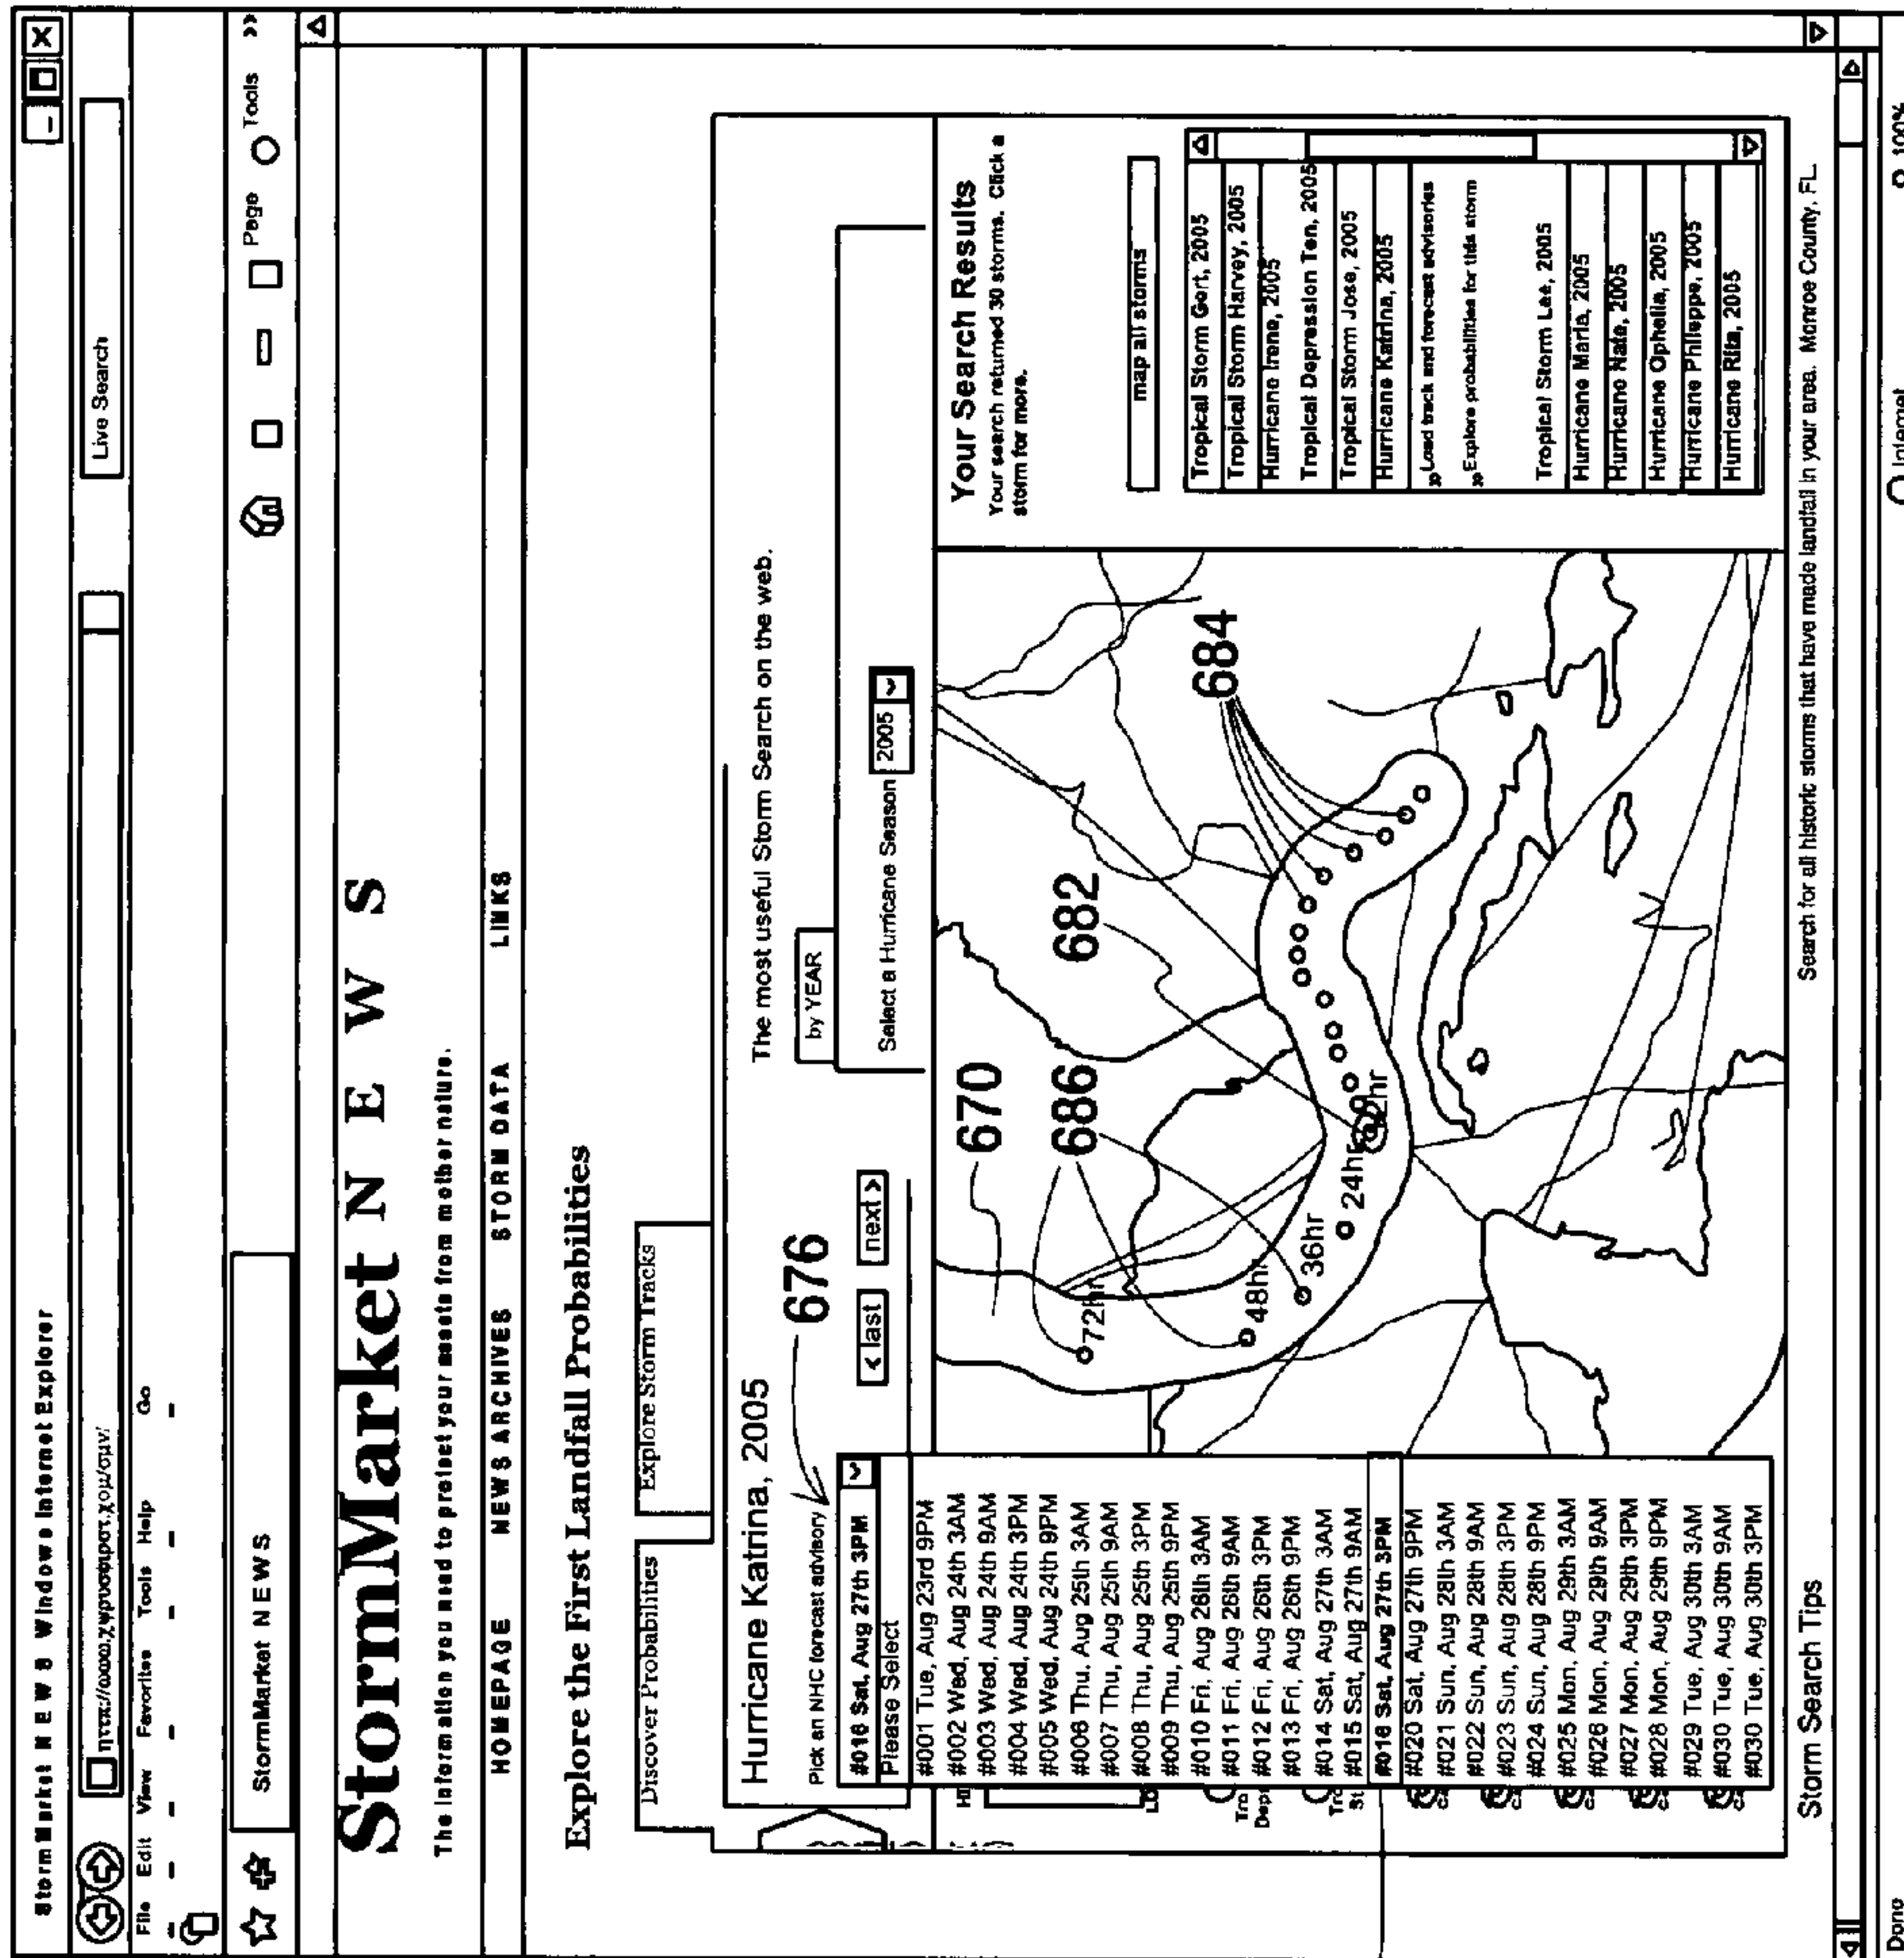 StormMarket N E W S Windows Internet Explorer
ηττπ://ωωω.χψρυσφιρστ.χομ/σμν/
Live Search
File Edit View Favorites Tools Help Go
StormMarket NEWS
Page Tools »
StormMarket N E W S
The information you need to protect your assets from mother nature.
HOMEPAGE NEWS ARCHIVES STORM DATA LINKS
Explore the First Landfall Probabilities
Discover Probabilities
Explore Storm Tracks
Hurricane Katrina, 2005
The most useful Storm Search on the web.
676
by YEAR
Pick an NHC forecast advisory
< last next >
Select a Hurricane Season 2005
#016 Sat, Aug 27th 3PM
Please Select
#001 Tue, Aug 23rd 9PM
#002 Wed, Aug 24th 3AM
#003 Wed, Aug 24th 9AM
#004 Wed, Aug 24th 3PM
#005 Wed, Aug 24th 9PM
#006 Thu, Aug 25th 3AM
#007 Thu, Aug 25th 9AM
#008 Thu, Aug 25th 3PM
#009 Thu, Aug 25th 9PM
#010 Fri, Aug 26th 3AM
#011 Fri, Aug 26th 9AM
#012 Fri, Aug 26th 3PM
#013 Fri, Aug 26th 9PM
#014 Sat, Aug 27th 3AM
#015 Sat, Aug 27th 9AM
#016 Sat, Aug 27th 3PM
#020 Sat, Aug 27th 9PM
#021 Sun, Aug 28th 3AM
#022 Sun, Aug 28th 9AM
#023 Sun, Aug 28th 3PM
#024 Sun, Aug 28th 9PM
#025 Mon, Aug 29th 3AM
#026 Mon, Aug 29th 9AM
#027 Mon, Aug 29th 3PM
#028 Mon, Aug 29th 9PM
#029 Tue, Aug 30th 3AM
#030 Tue, Aug 30th 9AM
#030 Tue, Aug 30th 3PM
670
686
682
684
72hr
48hr
36hr
24hr
Your Search Results
Your search returned 30 storms. Click a
storm for more.
map all storms
Tropical Storm Gert, 2005
Tropical Storm Harvey, 2005
Hurricane Irene, 2005
Tropical Depression Ten, 2005
Tropical Storm Jose, 2005
Hurricane Katrina, 2005
» Load track and forecast advisories
» Explore probabilities for this storm
Tropical Storm Lee, 2005
Hurricane Maria, 2005
Hurricane Nate, 2005
Hurricane Ophelia, 2005
Hurricane Phileppe, 2005
Hurricane Rita, 2005
Storm Search Tips
Search for all historic storms that have made landfall in your area. Monroe County, FL.
Done
Internet
100%